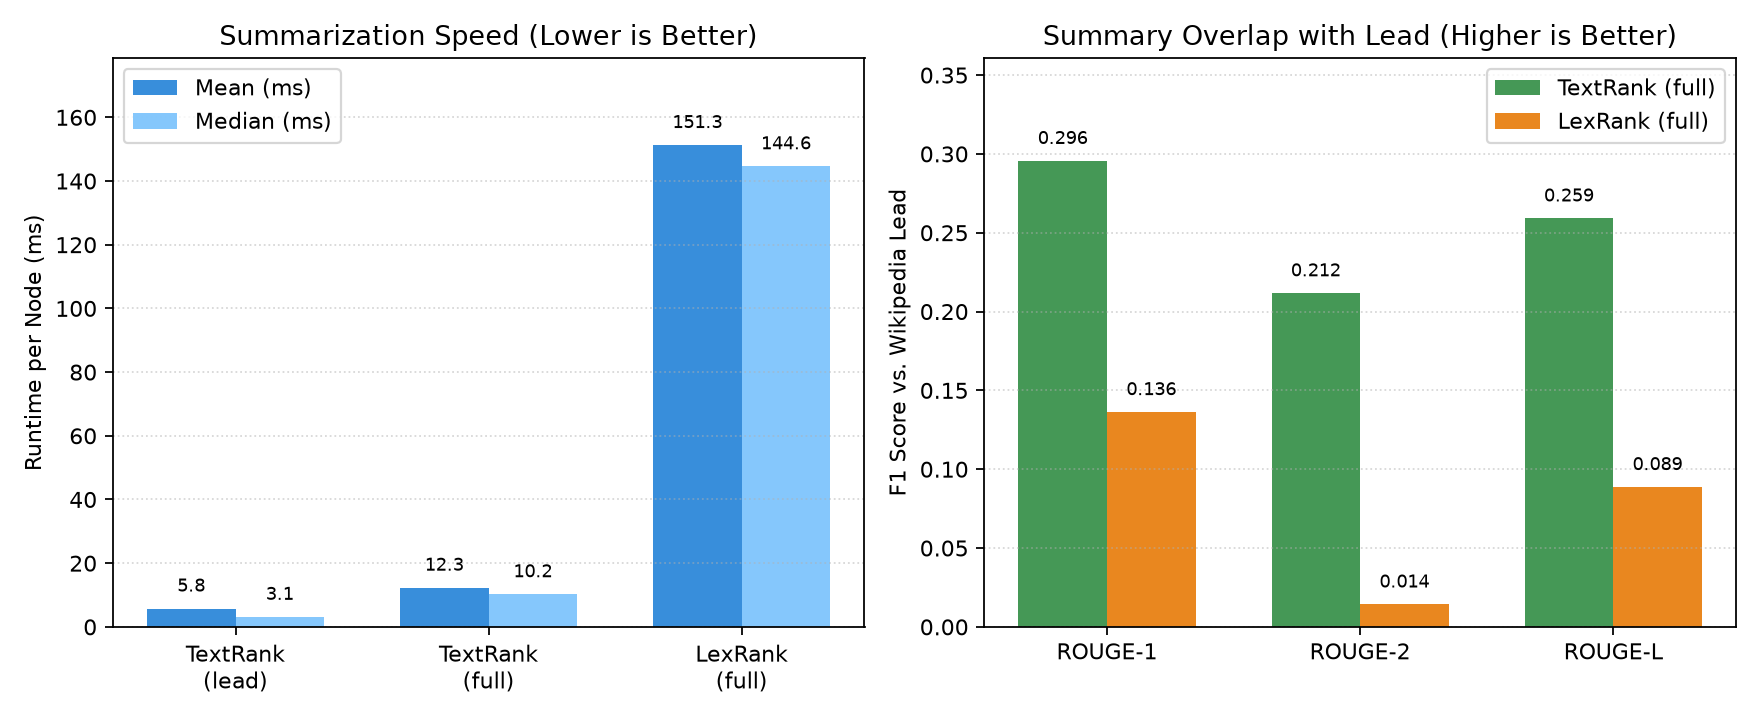 Summarization Speed (Lower is Better)
Mean (ms)
Median (ms)
Runtime per Node (ms)
160
140
120
100
80
60
40
20
0
5.8
3.1
12.3
10.2
151.3
144.6
TextRank
(lead)
TextRank
(full)
LexRank
(full)
Summary Overlap with Lead (Higher is Better)
TextRank (full)
LexRank (full)
F1 Score vs. Wikipedia Lead
0.35
0.30
0.25
0.20
0.15
0.10
0.05
0.00
0.296
0.136
0.212
0.014
0.259
0.089
ROUGE-1
ROUGE-2
ROUGE-L